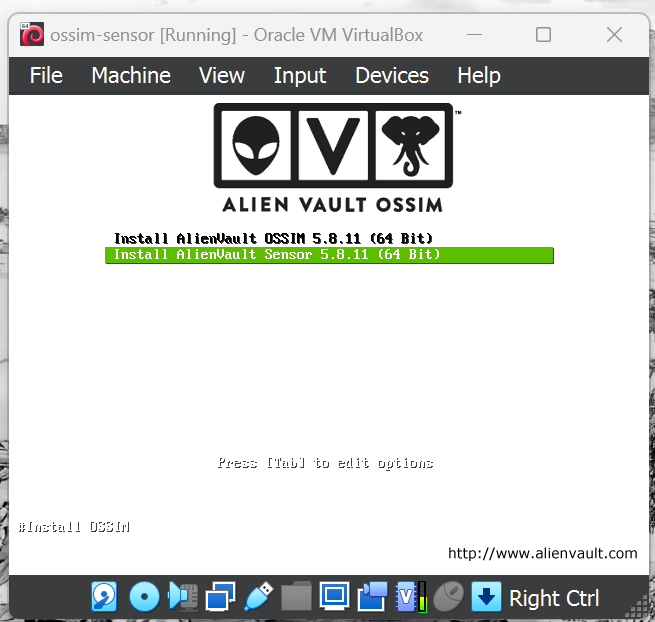 ossim-sensor [Running] - Oracle VM VirtualBox
File Machine View Input Devices Help
V™
ALIEN VAULT OSSIM
Install AlienVault OSSIM 5.8.11 (64 Bit)
Install AlienVault Sensor 5.8.11 (64 Bit)
Press [Tab] to edit options
#Install OSSIM
http://www.alienvault.com
V
Right Ctrl